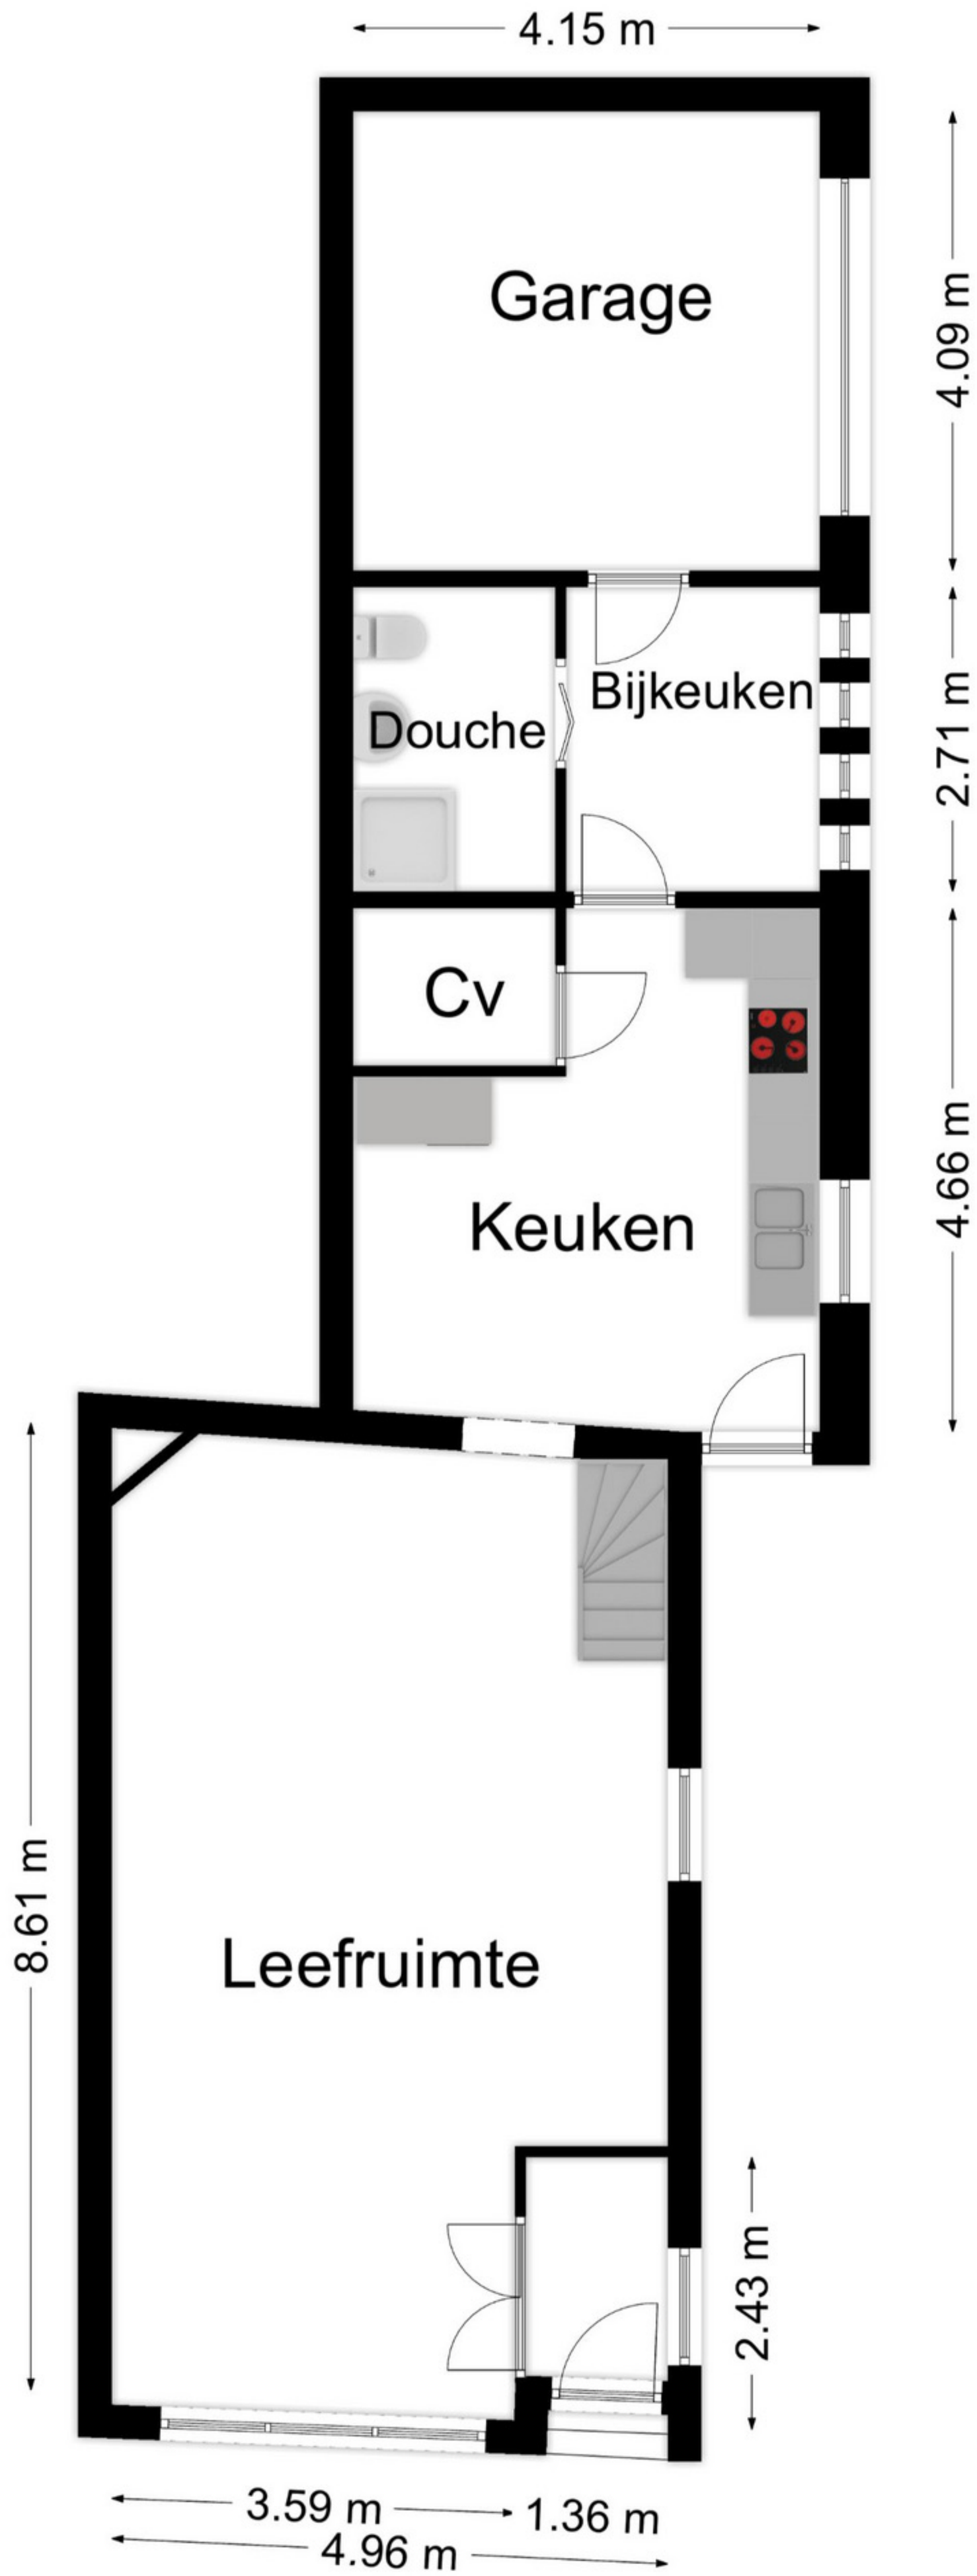 4.15 m
Garage
4.09 m
Bijkeuken
Douche
2.71 m
Cv
Keuken
4.66 m
Leefruimte
8.61 m
2.43 m
3.59 m
1.36 m
4.96 m